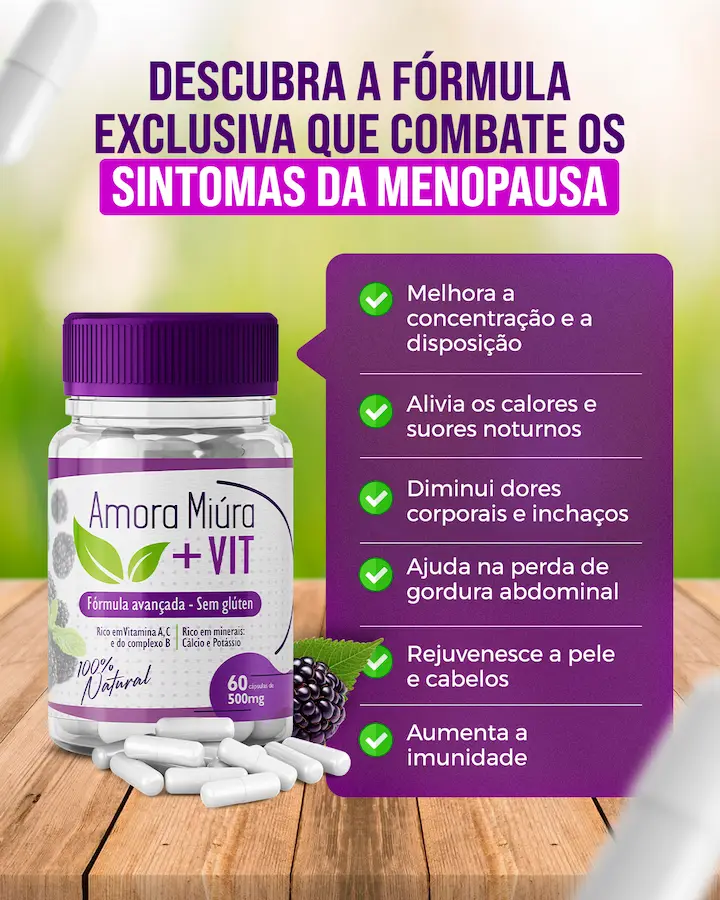 DESCUBRA A FÓRMULA
EXCLUSIVA QUE COMBATE OS
SINTOMAS DA MENOPAUSA
Melhora a
concentração e a
disposição
Alivia os calores e
suores noturnos
Diminui dores
corporais e inchaços
Ajuda na perda de
gordura abdominal
Rejuvenesce a pele
e cabelos
Aumenta a
imunidade
Amora Miúra
+ VIT
Fórmula avançada - Sem glúten
Rico em Vitamina A, C
e do complexo B
Rico em minerais:
Cálcio e Potássio
100%
Natural
60 cápsulas de
500mg